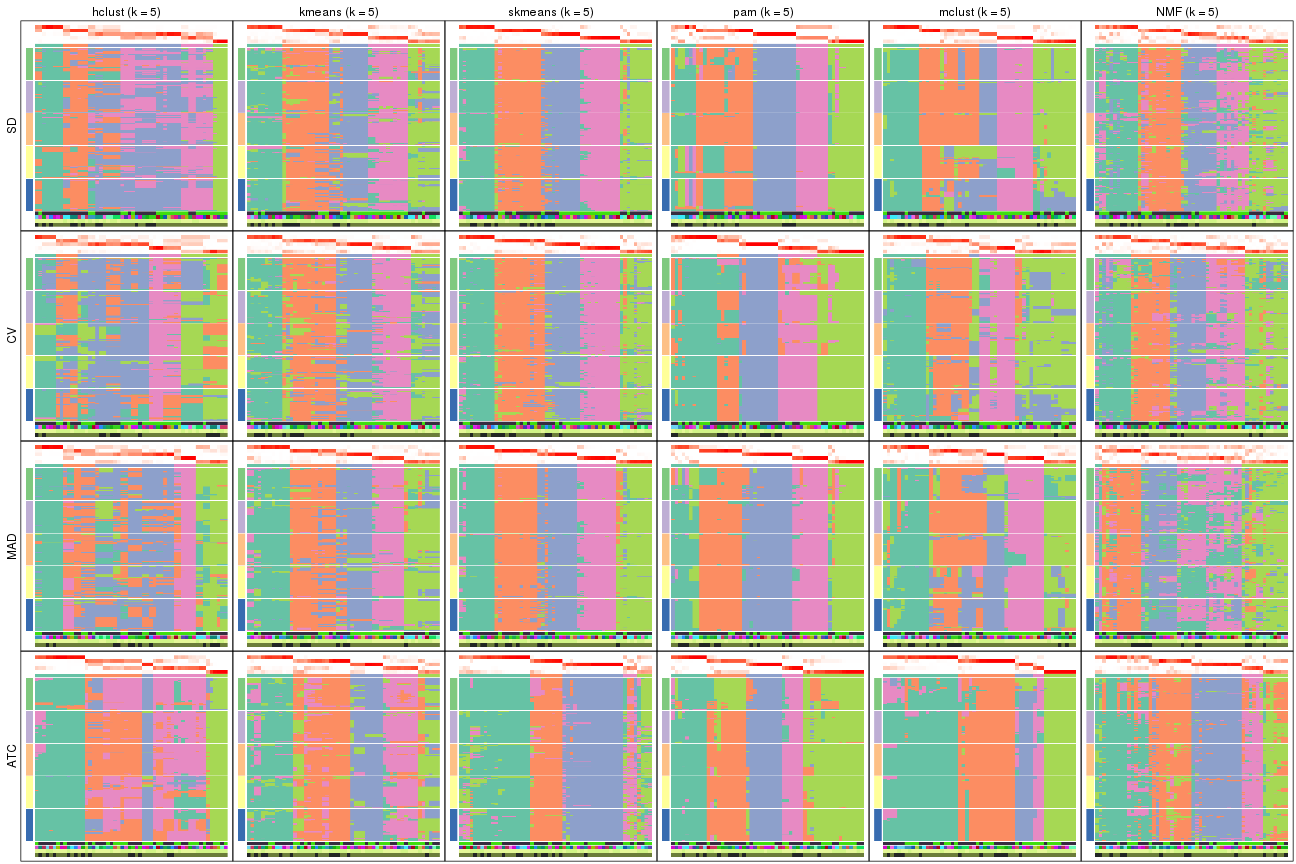 hclust (k = 5) kmeans (k = 5) skmeans (k = 5) pam (k = 5) mclust (k = 5) NMF (k = 5)
SD
CV
MAD
ATC